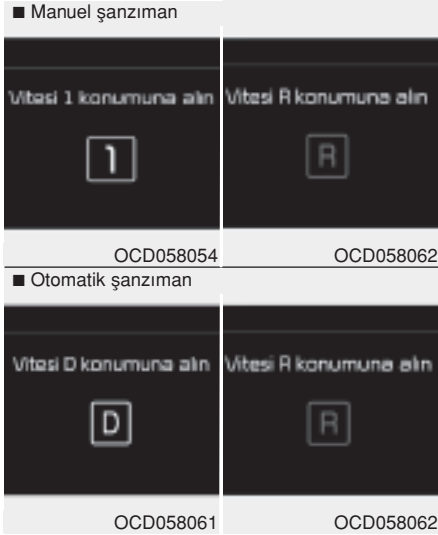 ■ Manuel şanzıman
Vitesi 1 konumuna alın
1
OCD058054
Vitesi R konumuna alın
R
OCD058062
■ Otomatik şanzıman
Vitesi D konumuna alın
D
OCD058061
Vitesi R konumuna alın
R
OCD058062